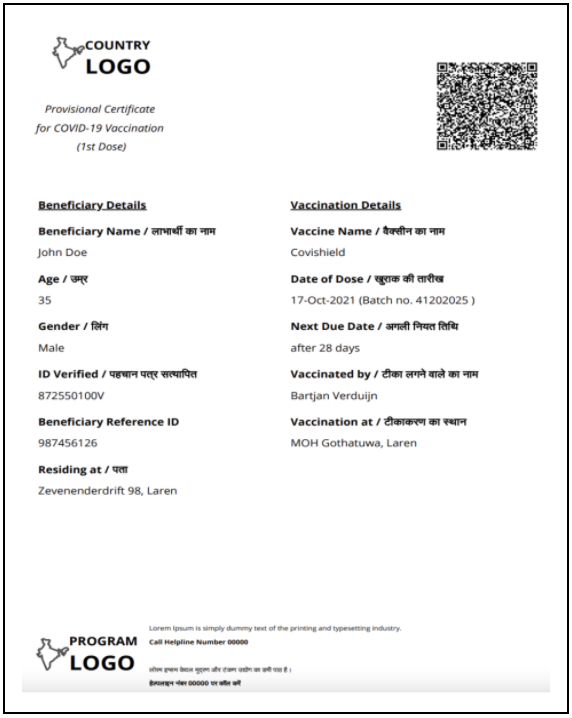 COUNTRY
LOGO
Provisional Certificate
for COVID-19 Vaccination
(1st Dose)
Beneficiary Details
Beneficiary Name / लाभार्थी का नाम
John Doe
Age / उम्र
35
Gender / लिंग
Male
ID Verified / पहचान पत्र सत्यापित
872550100V
Beneficiary Reference ID
987456126
Residing at / पता
Zevenenderdrift 98, Laren
Vaccination Details
Vaccine Name / वैक्सीन का नाम
Covishield
Date of Dose / खुराक की तारीख
17-Oct-2021 (Batch no. 41202025 )
Next Due Date / अगली नियत तिथि
after 28 days
Vaccinated by / टीका लगने वाले का नाम
Bartjan Verduijn
Vaccination at / टीकाकरण का स्थान
MOH Gothatuwa, Laren
PROGRAM
LOGO
Lorem Ipsum is simply dummy text of the printing and typesetting industry.
Call Helpline Number 00000
लोरम इप्सम केवल मुद्रण और टंकण उद्योग का डमी पाठ है।
हेल्पलाइन नंबर 00000 पर कॉल करें